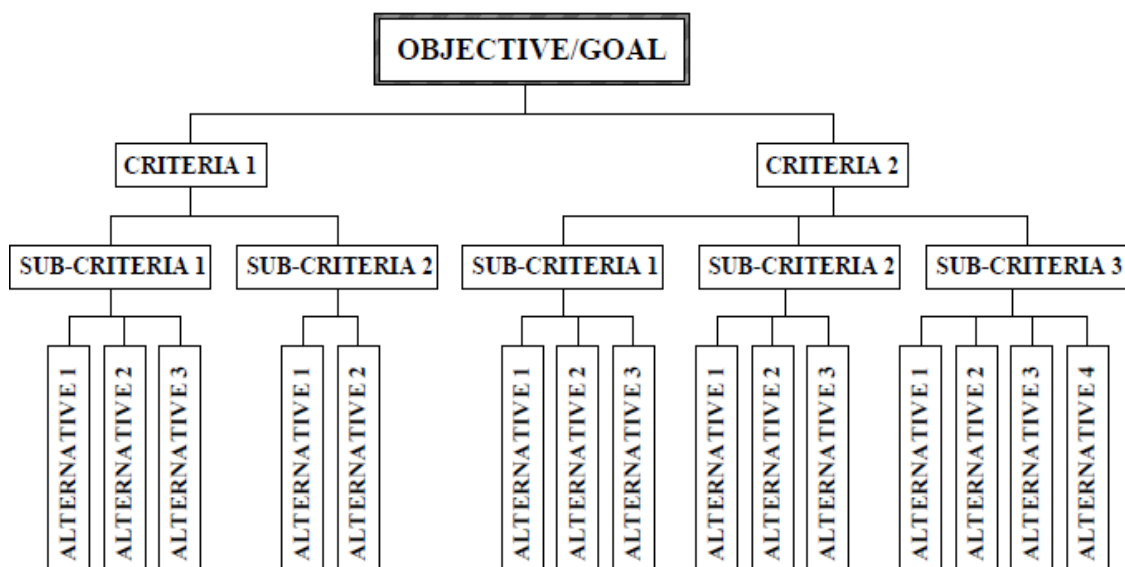 OBJECTIVE/GOAL
CRITERIA 1
CRITERIA 2
SUB-CRITERIA 1
SUB-CRITERIA 2
SUB-CRITERIA 1
SUB-CRITERIA 2
SUB-CRITERIA 3
ALTERNATIVE 1
ALTERNATIVE 2
ALTERNATIVE 3
ALTERNATIVE 1
ALTERNATIVE 2
ALTERNATIVE 1
ALTERNATIVE 2
ALTERNATIVE 3
ALTERNATIVE 1
ALTERNATIVE 2
ALTERNATIVE 3
ALTERNATIVE 1
ALTERNATIVE 2
ALTERNATIVE 3
ALTERNATIVE 4